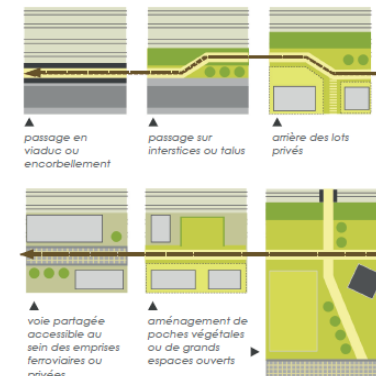 passage en
viaduc ou
encorbellement
passage sur
interstices ou talus
arrière des lots
privés
voie partagée
accessible au
sein des emprises
ferroviaires ou
privées
aménagement de
poches végétales
ou de grands
espaces ouverts